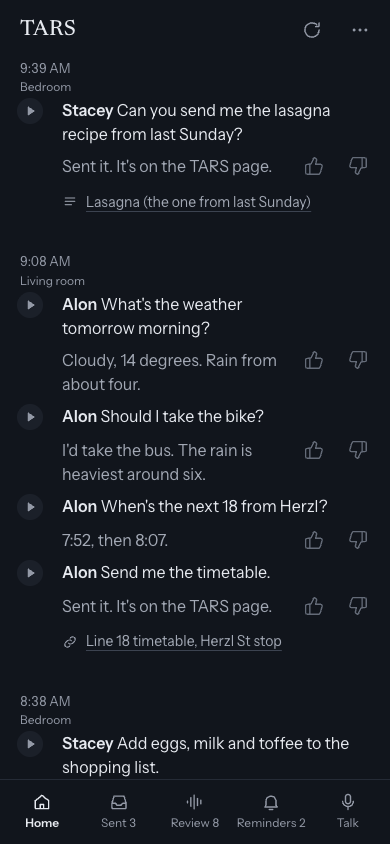 TARS
9:39 AM
Bedroom
Stacey Can you send me the lasagna
recipe from last Sunday?
Sent it. It's on the TARS page.
Lasagna (the one from last Sunday)
9:08 AM
Living room
Alon What's the weather
tomorrow morning?
Cloudy, 14 degrees. Rain from
about four.
Alon Should I take the bike?
I'd take the bus. The rain is
heaviest around six.
Alon When's the next 18 from Herzl?
7:52, then 8:07.
Alon Send me the timetable.
Sent it. It's on the TARS page.
Line 18 timetable, Herzl St stop
8:38 AM
Bedroom
Stacey Add eggs, milk and toffee to the
shopping list.
Home Sent 3 Review 8 Reminders 2 Talk